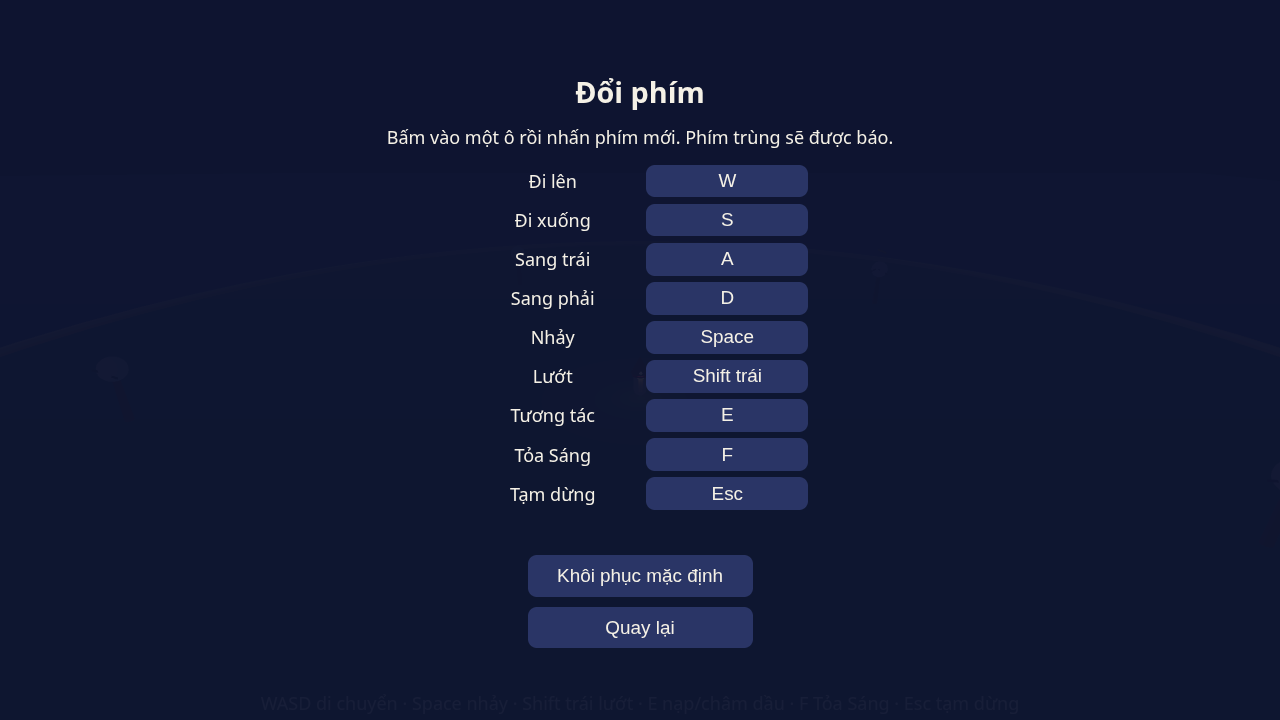 Đổi phím
Bấm vào một ô rồi nhấn phím mới. Phím trùng sẽ được báo.
Đi lên W
Đi xuống S
Sang trái A
Sang phải D
Nhảy Space
Lướt Shift trái
Tương tác E
Tỏa Sáng F
Tạm dừng Esc
Khôi phục mặc định
Quay lại
WASD di chuyển · Space nhảy · Shift trái lướt · E nạp/châm dầu · F Tỏa Sáng · Esc tạm dừng